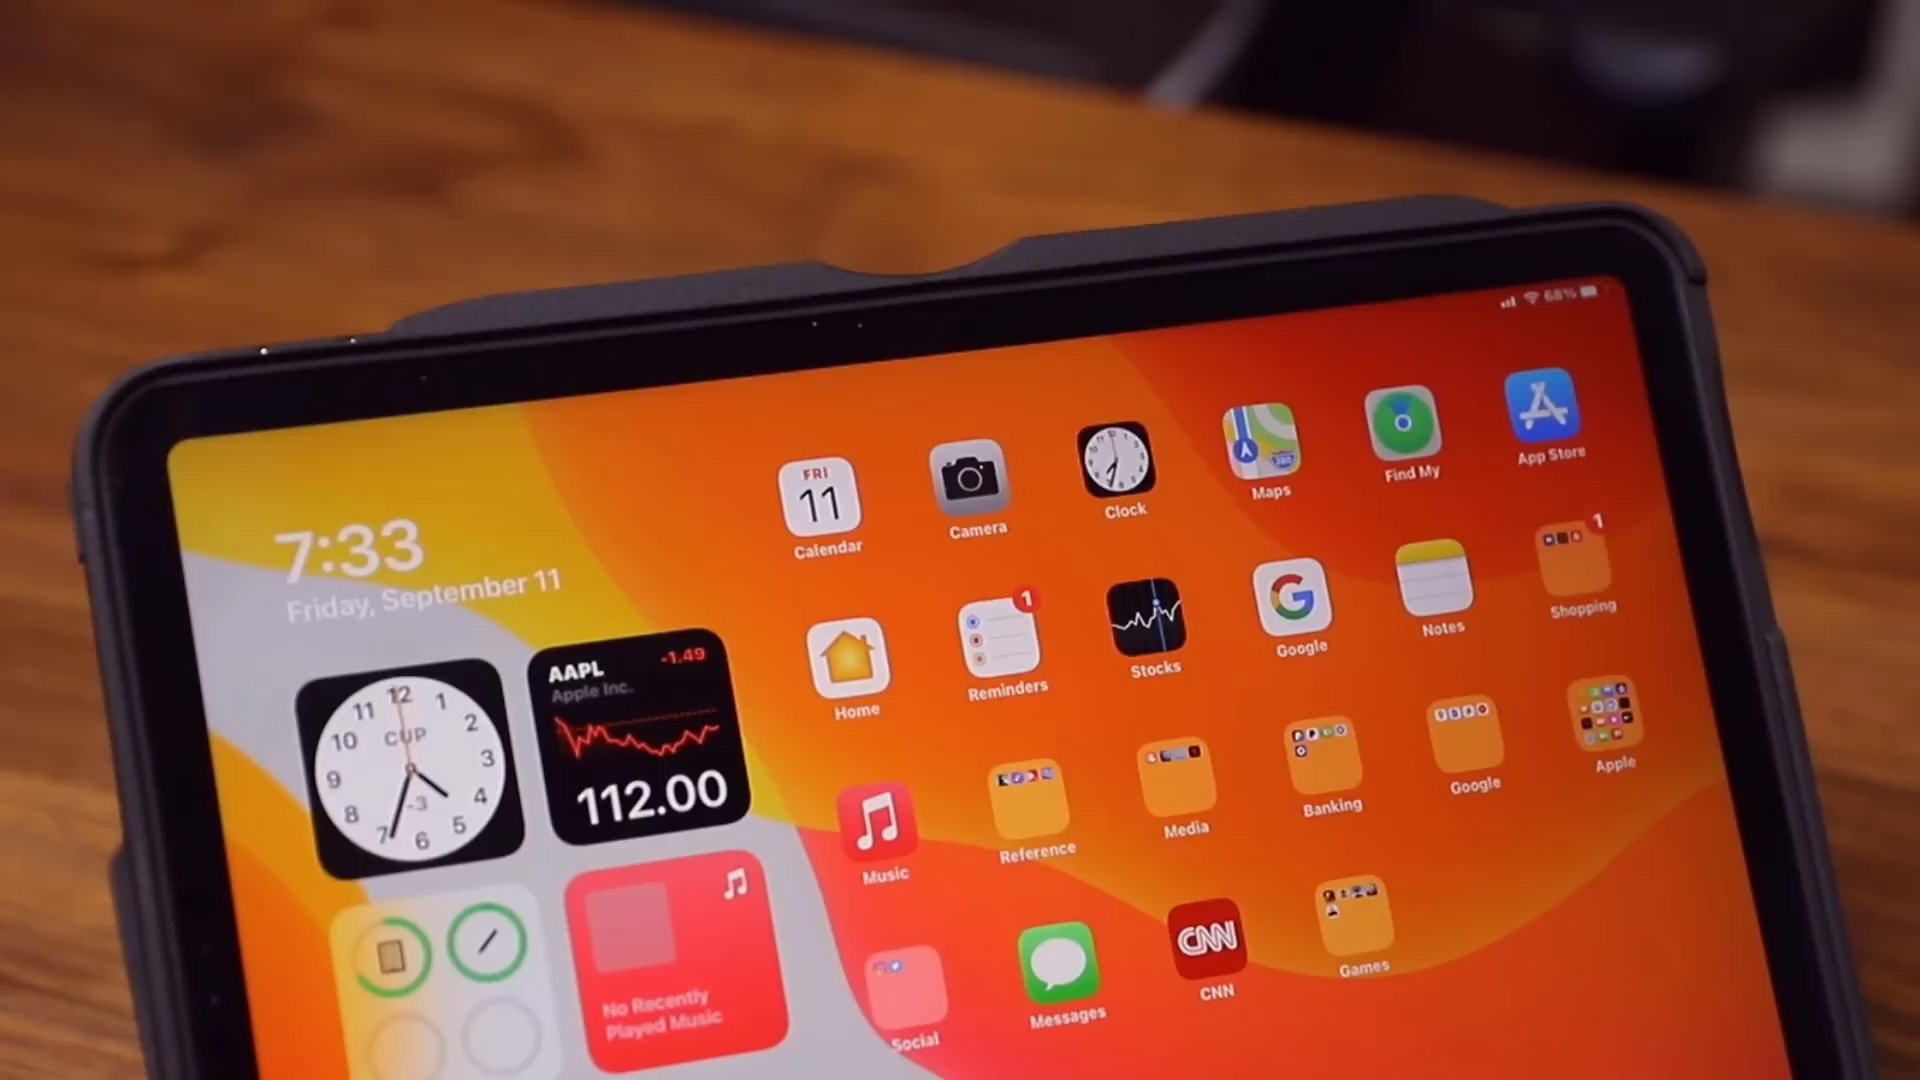 68%
7:33
Friday, September 11
FRI
11
Calendar
Camera
Clock
Maps
Find My
App Store
Home
1
Reminders
Stocks
G
Google
Notes
1
Shopping
12
1
2
3
4
5
6
7
8
9
10
11
CUP
-3
AAPL
-1.49
Apple Inc.
112.00
Music
Reference
Media
Banking
Google
Apple
No Recently
Played Music
Social
Messages
CNN
CNN
Games